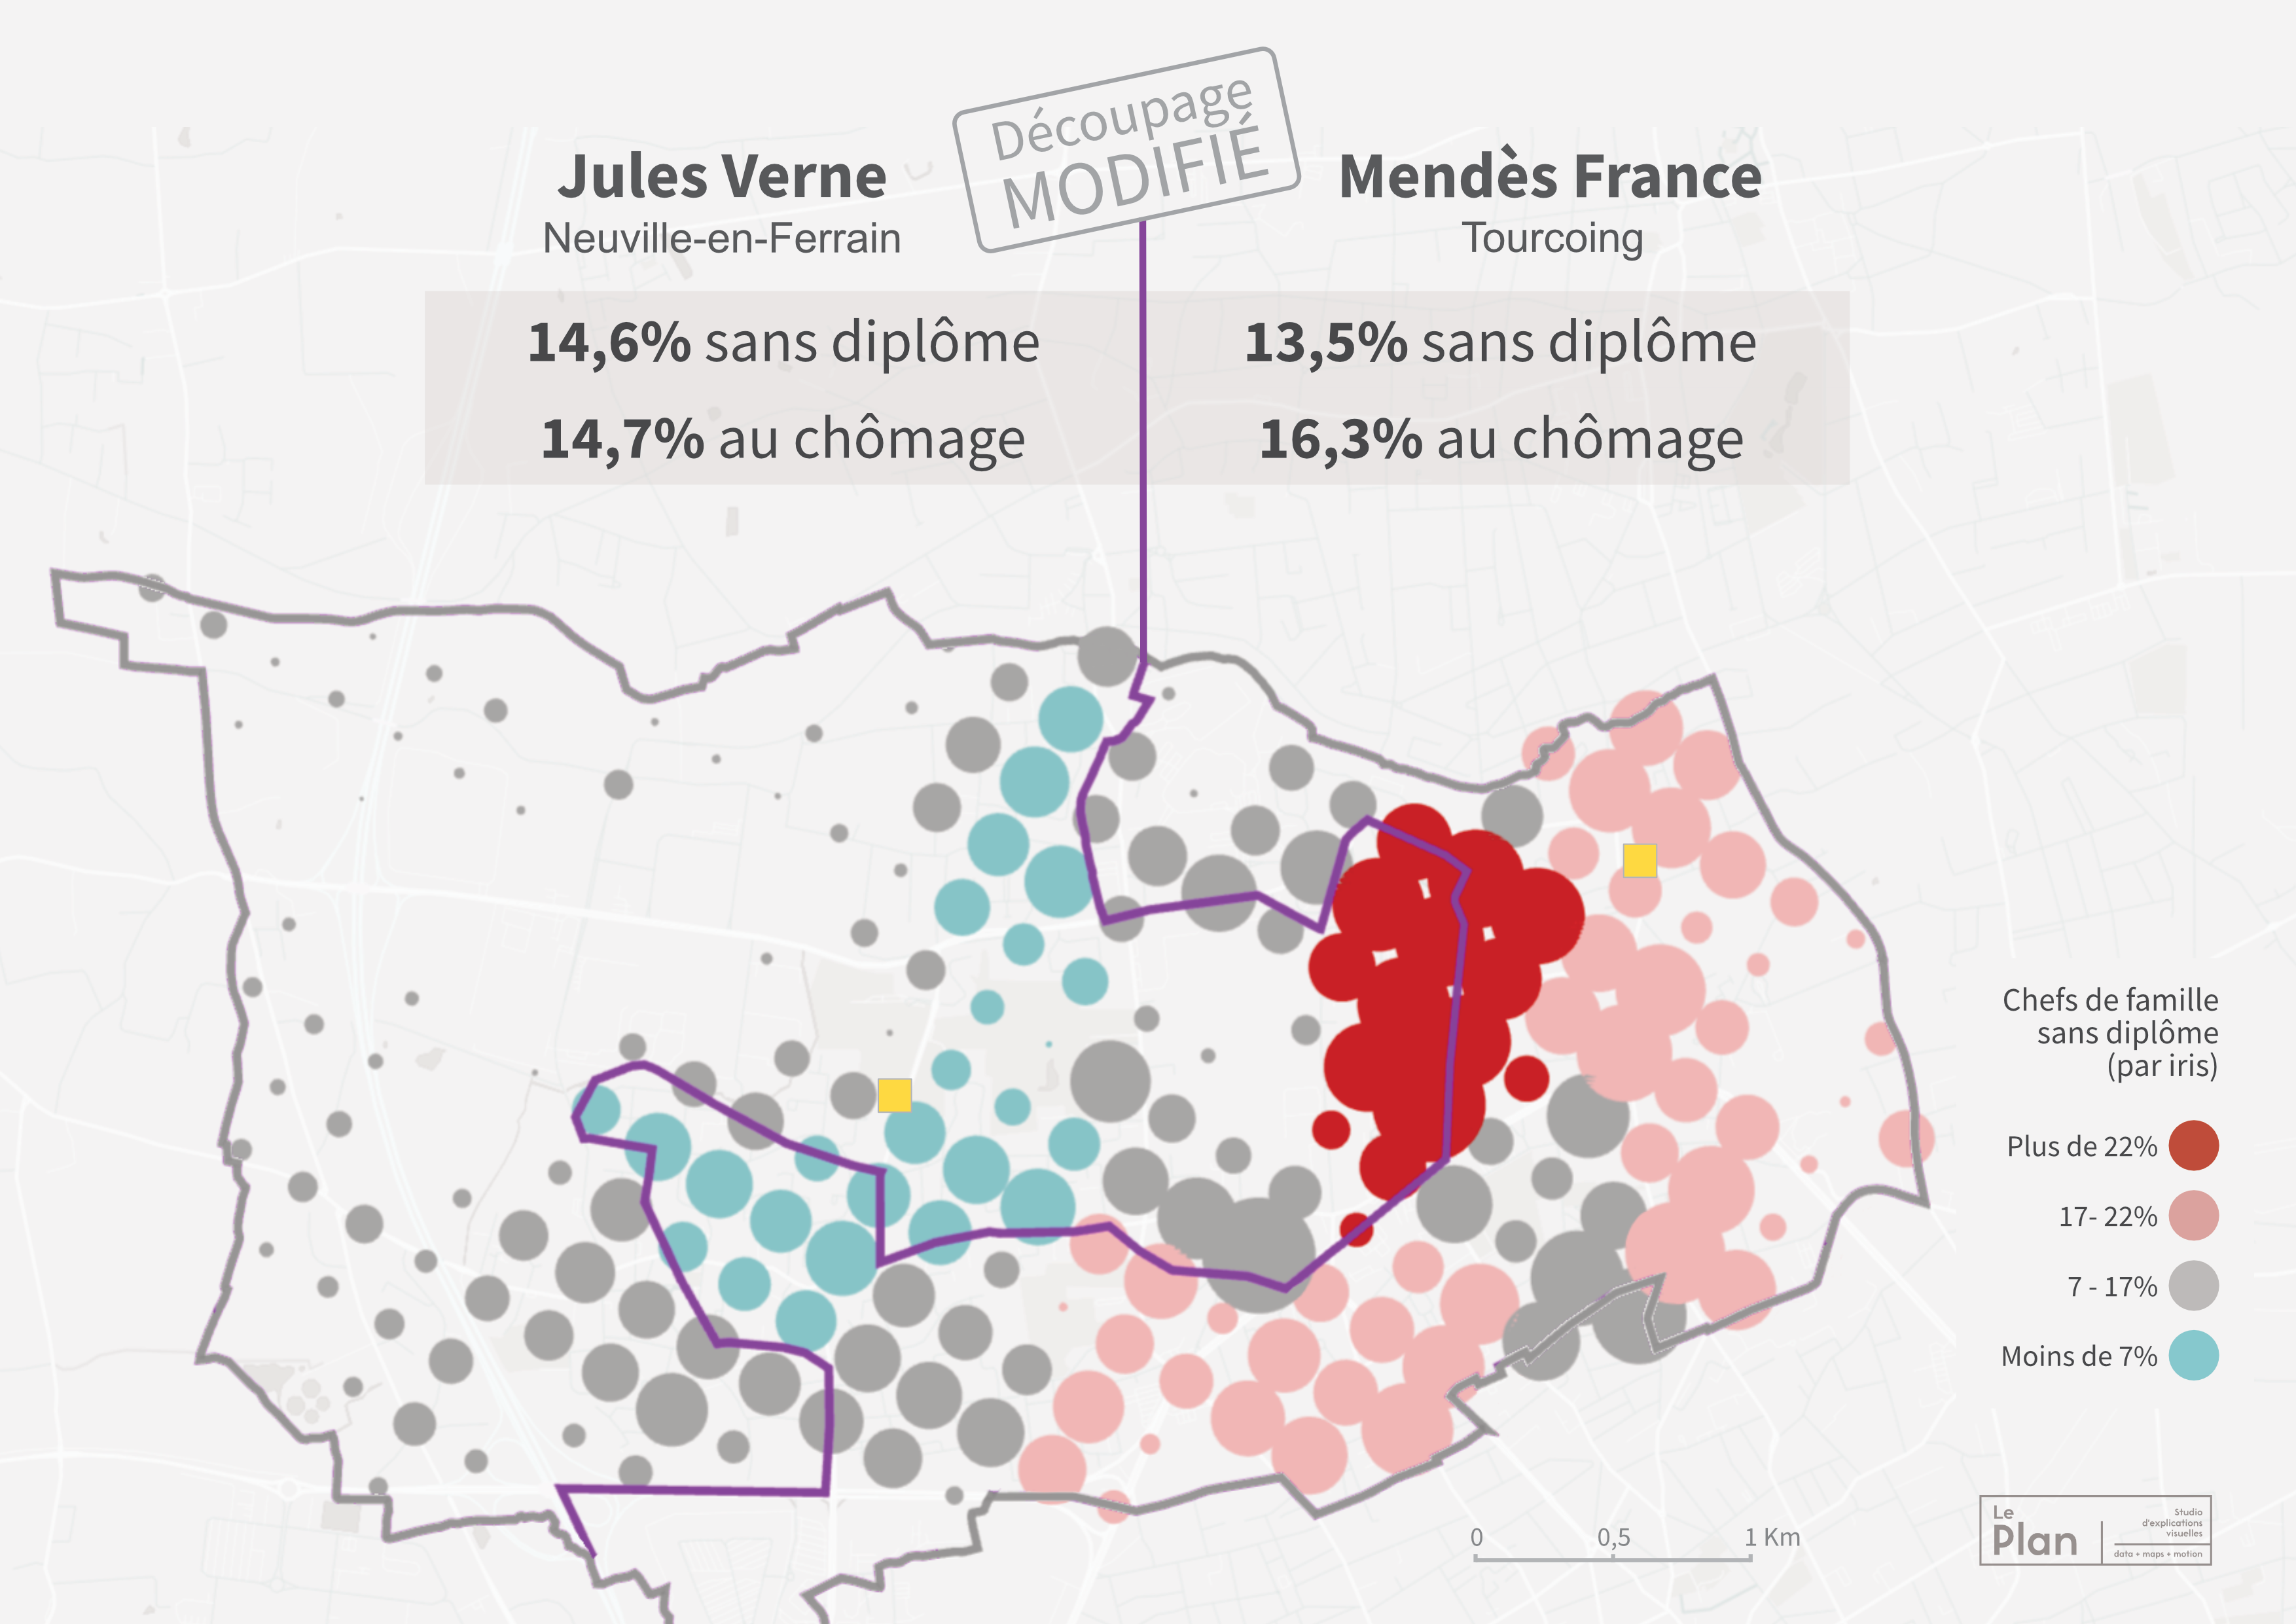 Découpage
MODIFIÉ
Jules Verne
Neuville-en-Ferrain
Mendès France
Tourcoing
14,6% sans diplôme
14,7% au chômage
13,5% sans diplôme
16,3% au chômage
Chefs de famille
sans diplôme
(par iris)
Plus de 22%
17- 22%
7 - 17%
Moins de 7%
0 0,5 1 Km
Le
Plan
Studio
d'explications
visuelles
data + maps + motion